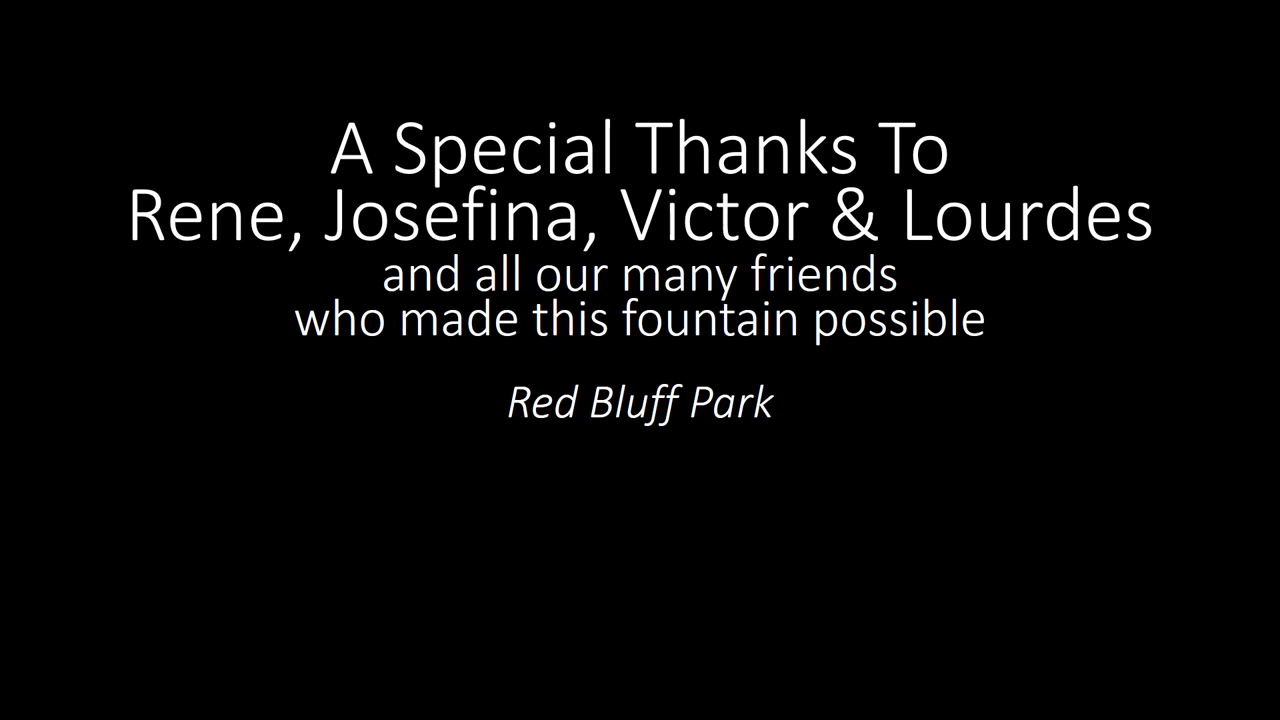 A Special Thanks To
Rene, Josefina, Victor & Lourdes
and all our many friends
who made this fountain possible
Red Bluff Park